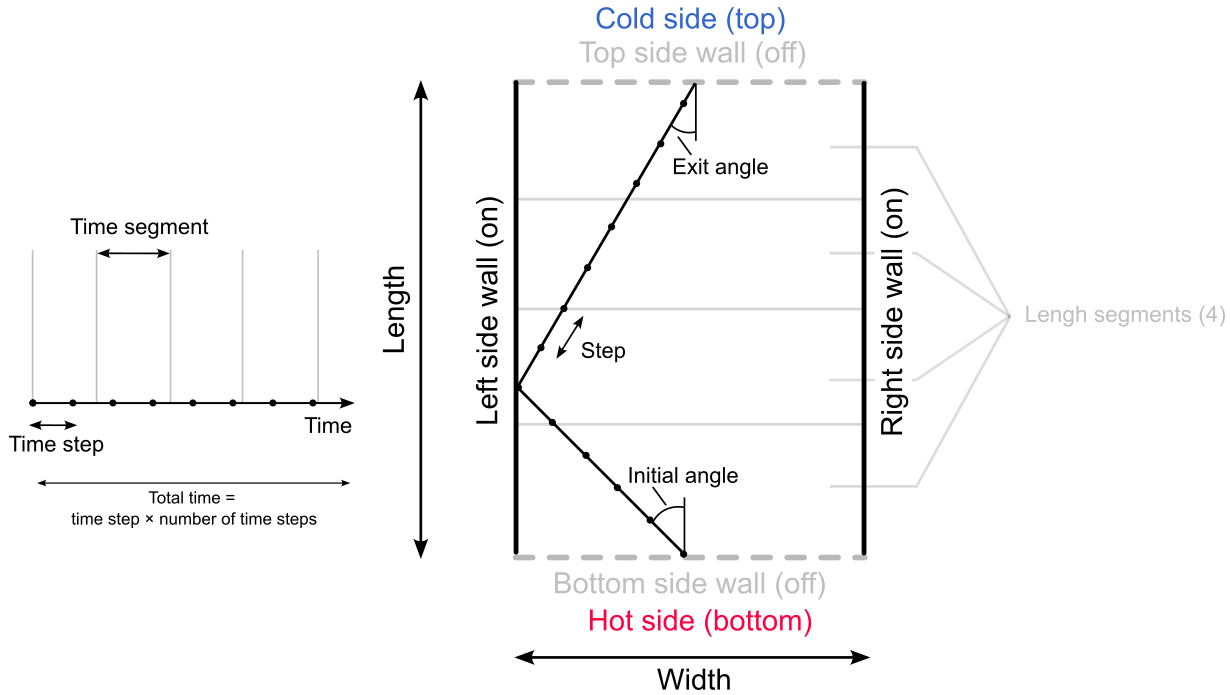 Cold side (top)
Top side wall (off)
Exit angle
Time segment
Length
Left side wall (on)
Right side wall (on)
Lengh segments (4)
Step
Time
Time step
Initial angle
Total time =
time step × number of time steps
Bottom side wall (off)
Hot side (bottom)
Width